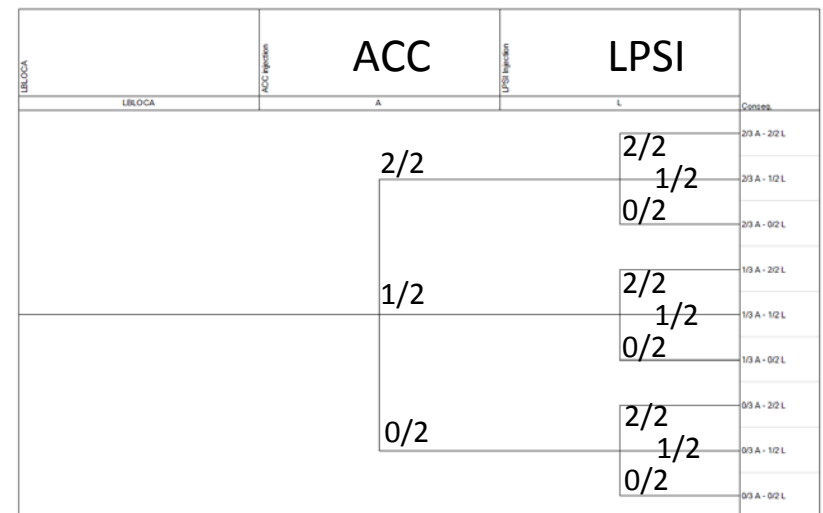 LBLOCA
ACC injection
ACC
LPSI Injection
LPSI
LBLOCA
A
L
Conseq.
2/2
2/2
1/2
0/2
2/3 A - 2/2 L
2/3 A - 1/2 L
2/3 A - 0/2 L
1/2
2/2
1/2
0/2
1/3 A - 2/2 L
1/3 A - 1/2 L
1/3 A - 0/2 L
0/2
2/2
1/2
0/2
0/3 A - 2/2 L
0/3 A - 1/2 L
0/3 A - 0/2 L